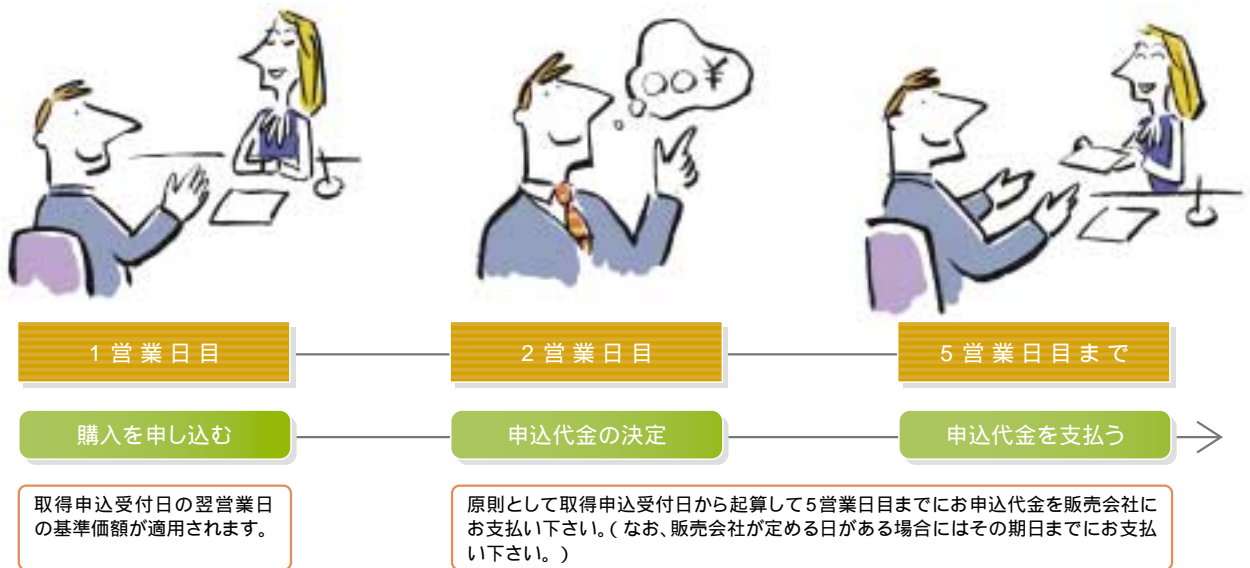 ○○¥
1営業日目
2営業日目
5営業日目まで
購入を申し込む
申込代金の決定
申込代金を支払う
取得申込受付日の翌営業日
の基準価額が適用されます。
原則として取得申込受付日から起算して5営業日目までにお申込代金を販売会社に
お支払い下さい。(なお、販売会社が定める日がある場合にはその期日までにお支払
い下さい。)